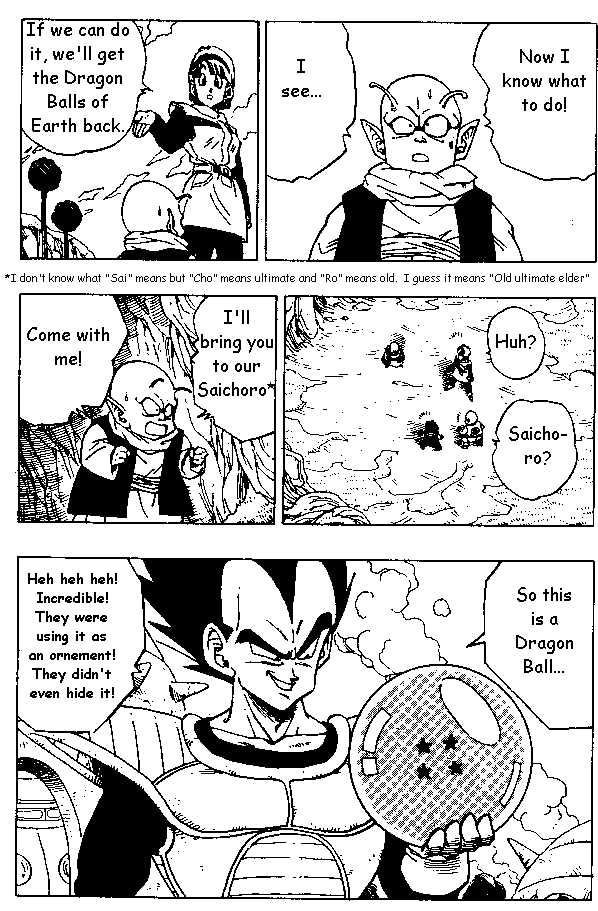 If we can do
it, we'll get
the Dragon
Balls of
Earth back.
I
see...
Now I
know what
to do!
*I don't know what "Sai" means but "Cho" means ultimate and "Ro" means old. I guess it means "Old ultimate elder"
Come with
me!
I'll
bring you
to our
Saichoro*
Huh?
Saicho-
ro?
Heh heh heh!
Incredible!
They were
using it as
an ornement!
They didn't
even hide it!
So this
is a
Dragon
Ball...